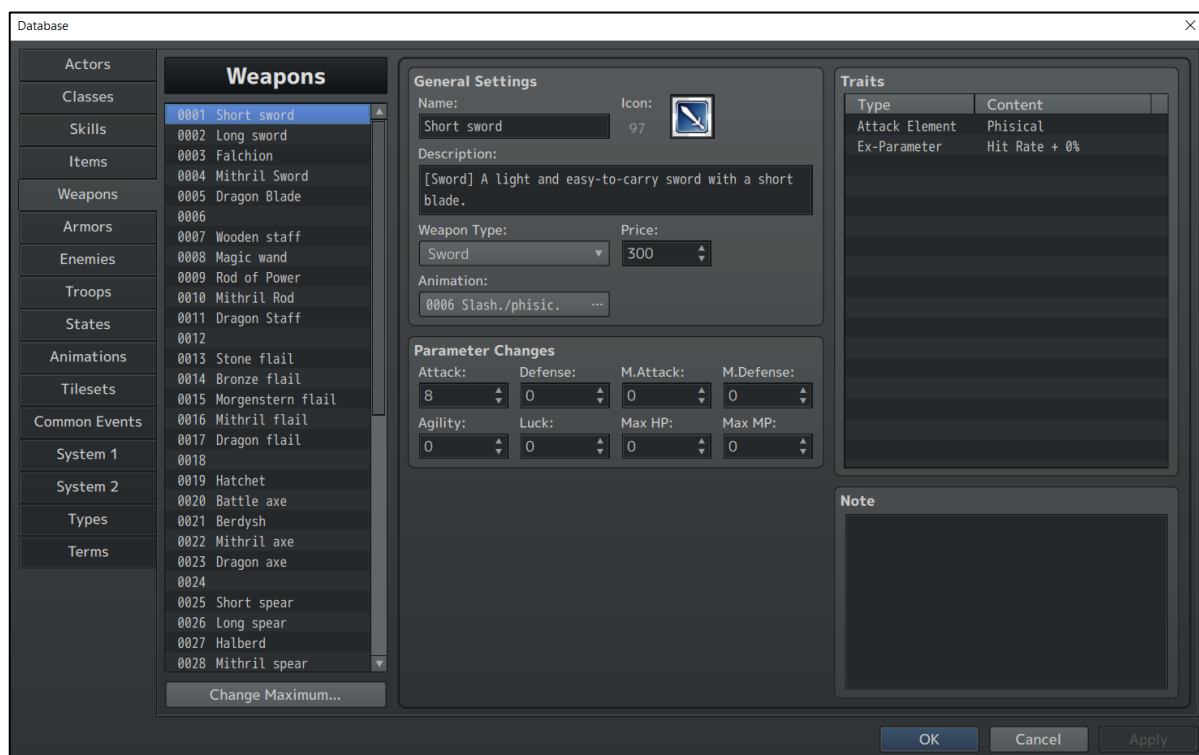 Database
Actors
Classes
Skills
Items
Weapons
Armors
Enemies
Troops
States
Animations
Tilesets
Common Events
System 1
System 2
Types
Terms
Weapons
0001 Short sword
0002 Long sword
0003 Falchion
0004 Mithril Sword
0005 Dragon Blade
0006
0007 Wooden staff
0008 Magic wand
0009 Rod of Power
0010 Mithril Rod
0011 Dragon Staff
0012
0013 Stone flail
0014 Bronze flail
0015 Morgenstern flail
0016 Mithril flail
0017 Dragon flail
0018
0019 Hatchet
0020 Battle axe
0021 Berdysh
0022 Mithril axe
0023 Dragon axe
0024
0025 Short spear
0026 Long spear
0027 Halberd
0028 Mithril spear
Change Maximum...
General Settings
Name: Icon:
Short sword 97
Description:
[Sword] A light and easy-to-carry sword with a short
blade.
Weapon Type: Price:
Sword 300
Animation:
0006 Slash./phisic. ...
Parameter Changes
Attack: Defense: M.Attack: M.Defense:
8 0 0 0
Agility: Luck: Max HP: Max MP:
0 0 0 0
Traits
Type Content
Attack Element Phisical
Ex-Parameter Hit Rate + 0%
Note
OK Cancel Apply